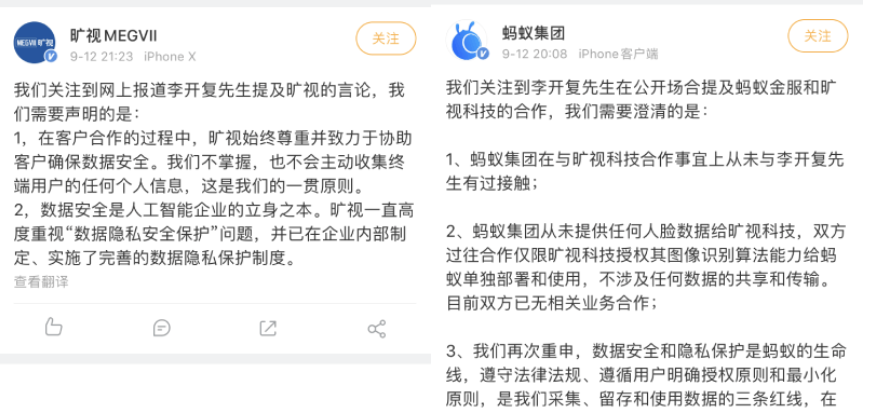 旷视MEGVII
9-12 21:23 iPhone X
关注
我们关注到网上报道李开复先生提及旷视的言论，我
们需要声明的是：
1，在客户合作的过程中，旷视始终尊重并致力于协助
客户确保数据安全。我们不掌握，也不会主动收集终
端用户的任何个人信息，这是我们的一贯原则。
2，数据安全是人工智能企业的立身之本。旷视一直高
度重视“数据隐私安全保护”问题，并已在企业内部制
定、实施了完善的数据隐私保护制度。
查看翻译
蚂蚁集团
9-12 20:08 iPhone客户端
关注
我们关注到李开复先生在公开场合提及蚂蚁金服和旷
视科技的合作，我们需要澄清的是：
1、蚂蚁集团在与旷视科技合作事宜上从未与李开复先
生有过接触；
2、蚂蚁集团从未提供任何人脸数据给旷视科技，双方
过往合作仅限旷视科技授权其图像识别算法能力给蚂
蚁单独部署和使用，不涉及任何数据的共享和传输。
目前双方已无相关业务合作；
3、我们再次重申，数据安全和隐私保护是蚂蚁的生命
线，遵守法律法规、遵循用户明确授权原则和最小化
原则，是我们采集、留存和使用数据的三条红线，在